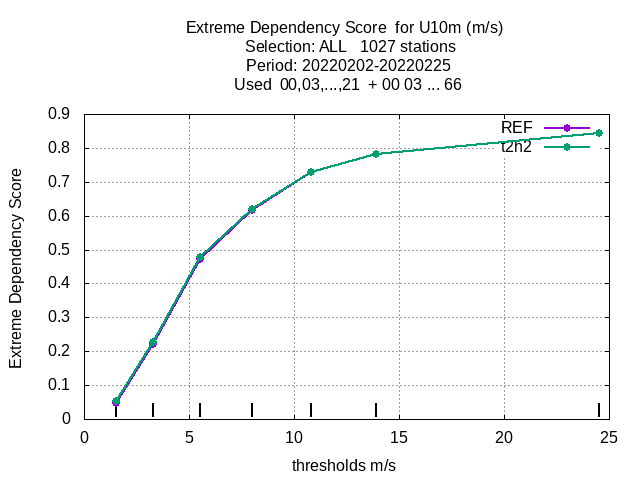 Extreme Dependency Score  for U10m (m/s)
Selection: ALL   1027 stations
Period: 20220202-20220225
Used  00,03,...,21  + 00 03 ... 66
REF
t2h2
Extreme Dependency Score
0.9
0.8
0.7
0.6
0.5
0.4
0.3
0.2
0.1
0
0 5 10 15 20 25
thresholds m/s